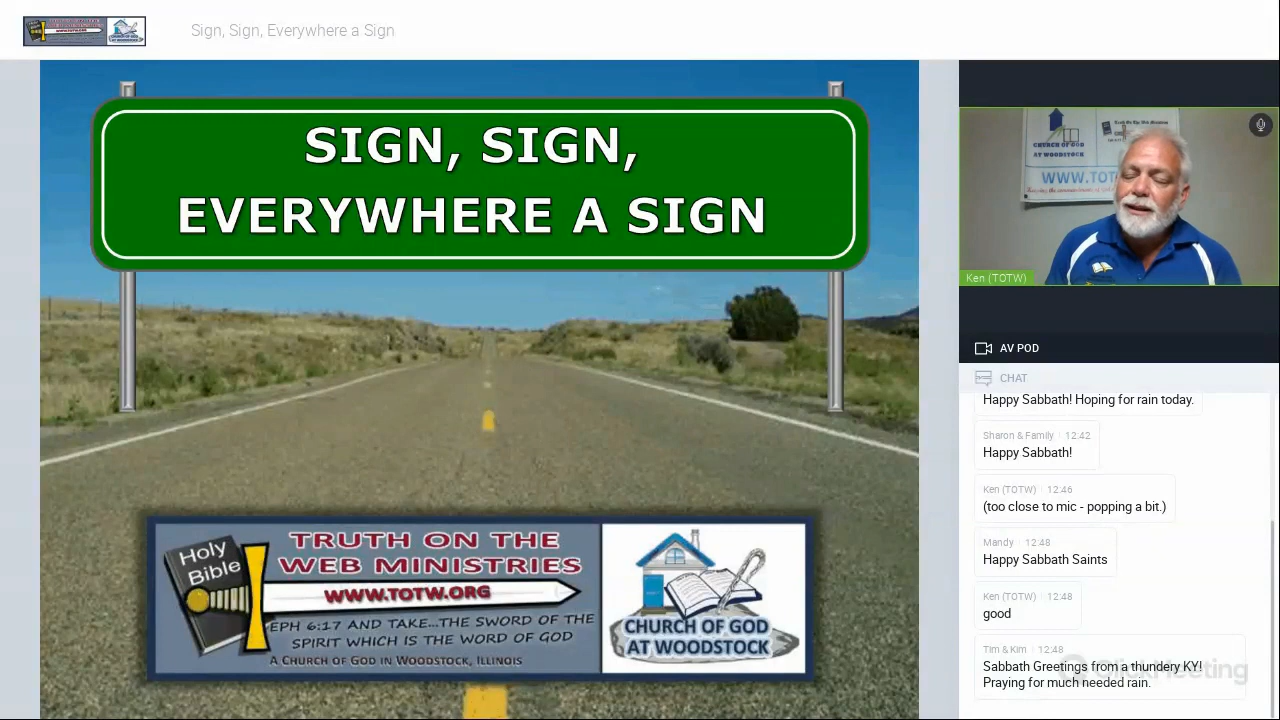 Sign, Sign, Everywhere a Sign
SIGN, SIGN,
EVERYWHERE A SIGN
Holy
Bible
TRUTH ON THE
WEB MINISTRIES
WWW.TOTW.ORG
EPH 6:17 AND TAKE...THE SWORD OF THE
SPIRIT WHICH IS THE WORD OF GOD
A CHURCH OF GOD IN WOODSTOCK, ILLINOIS
CHURCH OF GOD
AT WOODSTOCK
CHURCH OF GOD
AT WOODSTOCK
WWW.TOT
Ken (TOTW)
AV POD
CHAT
Happy Sabbath! Hoping for rain today.
Sharon & Family 12:42
Happy Sabbath!
Ken (TOTW) 12:46
(too close to mic - popping a bit.)
Mandy 12:48
Happy Sabbath Saints
Ken (TOTW) 12:48
good
Tim & Kim 12:48
Sabbath Greetings from a thundery KY!
Praying for much needed rain.
ClickMeeting